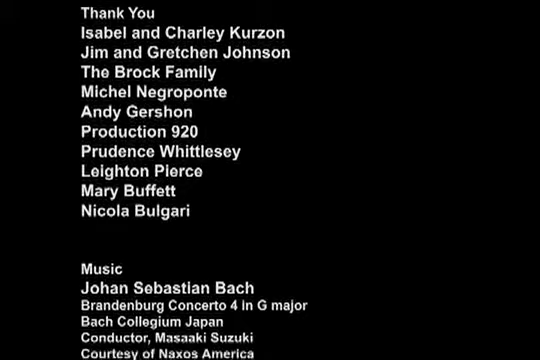 Thank You
Isabel and Charley Kurzon
Jim and Gretchen Johnson
The Brock Family
Michel Negroponte
Andy Gershon
Production 920
Prudence Whittlesey
Leighton Pierce
Mary Buffett
Nicola Bulgari
Music
Johan Sebastian Bach
Brandenburg Concerto 4 in G major
Bach Collegium Japan
Conductor, Masaaki Suzuki
Courtesy of Naxos America